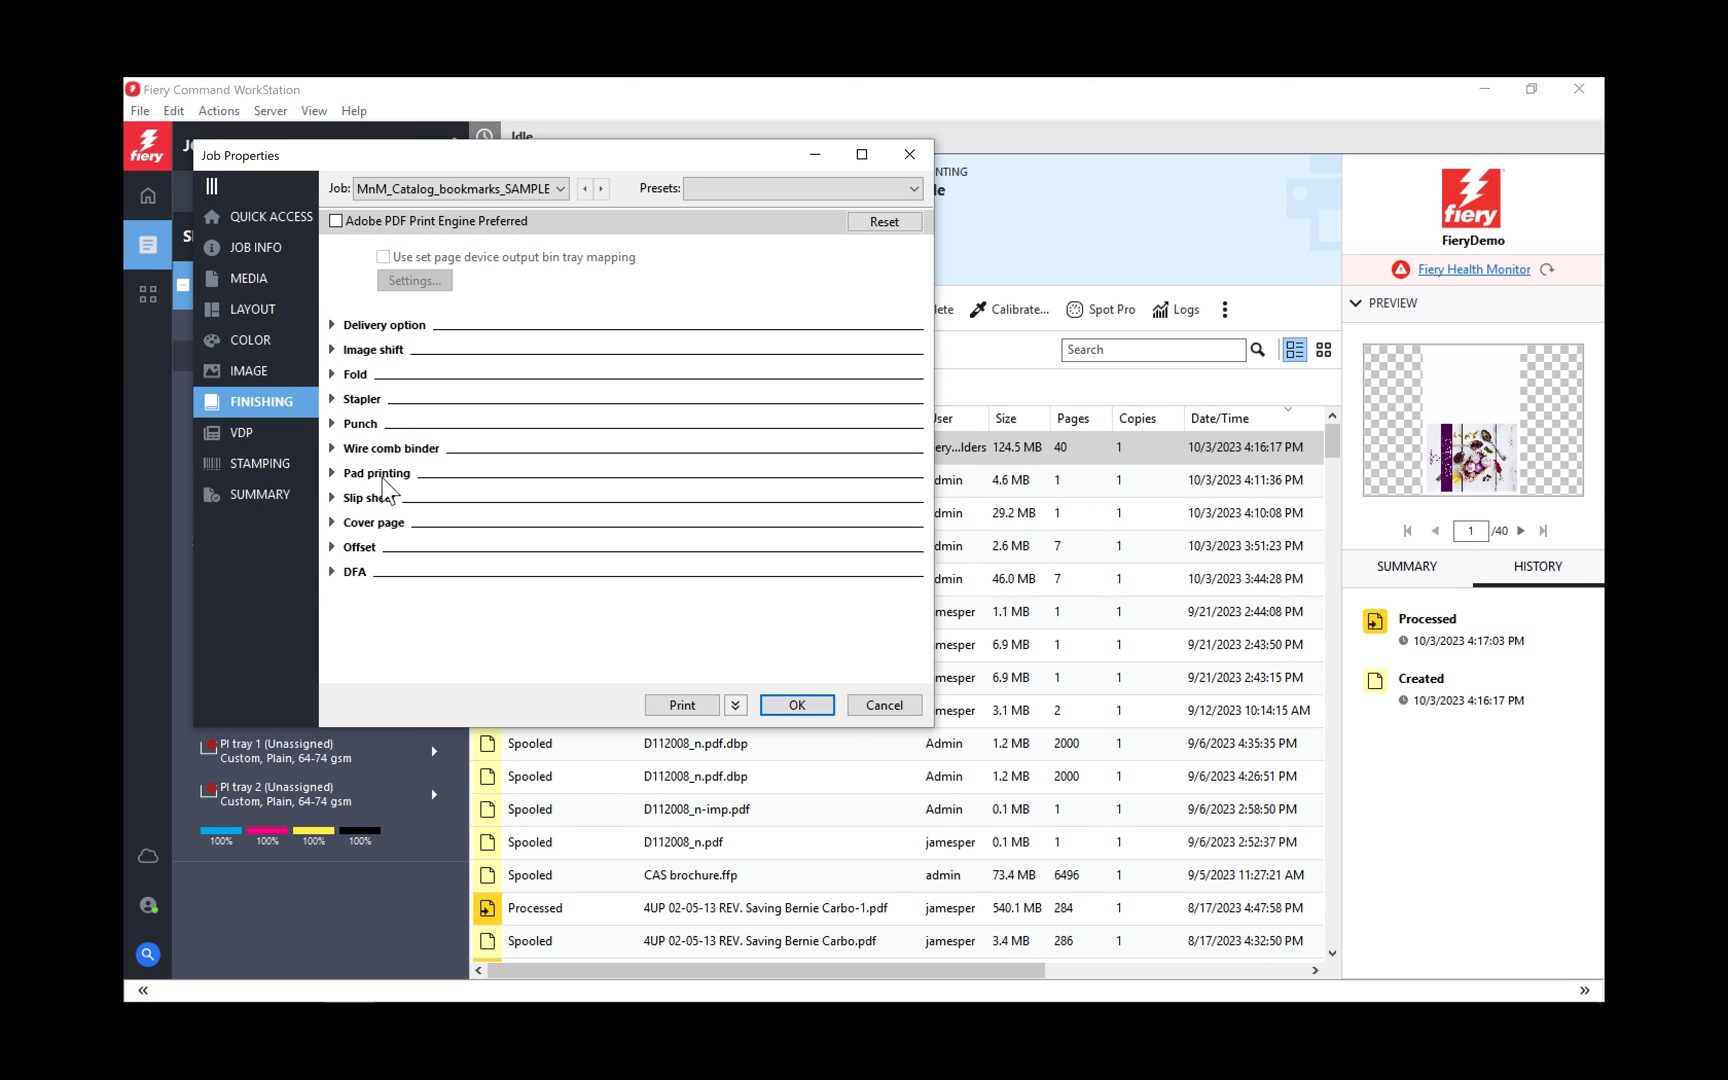 Fiery Command WorkStation
File Edit Actions Server View Help
fiery
Idle
Job Properties
Job: MnM_Catalog_bookmarks_SAMPLE
Presets:
Adobe PDF Print Engine Preferred
Reset
Use set page device output bin tray mapping
Settings...
QUICK ACCESS
JOB INFO
MEDIA
LAYOUT
COLOR
IMAGE
FINISHING
VDP
STAMPING
SUMMARY
Delivery option
Image shift
Fold
Stapler
Punch
Wire comb binder
Pad printing
Slip
Cover page
Offset
DFA
Print OK Cancel
PI tray 1 (Unassigned)
Custom, Plain, 64-74 gsm
PI tray 2 (Unassigned)
Custom, Plain, 64-74 gsm
100% 100% 100% 100%
NTING
le
lete Calibrate... Spot Pro Logs
Search
User Size Pages Copies Date/Time
ery...lders 124.5 MB 40 1 10/3/2023 4:16:17 PM
dmin 4.6 MB 1 1 10/3/2023 4:11:36 PM
dmin 29.2 MB 1 1 10/3/2023 4:10:08 PM
dmin 2.6 MB 7 1 10/3/2023 3:51:23 PM
dmin 46.0 MB 7 1 10/3/2023 3:44:28 PM
mesper 1.1 MB 1 1 9/21/2023 2:44:08 PM
mesper 6.9 MB 1 1 9/21/2023 2:43:50 PM
mesper 6.9 MB 1 1 9/21/2023 2:43:15 PM
mesper 3.1 MB 2 1 9/12/2023 10:14:15 AM
Spooled D112008_n.pdf.dbp Admin 1.2 MB 2000 1 9/6/2023 4:35:35 PM
Spooled D112008_n.pdf.dbp Admin 1.2 MB 2000 1 9/6/2023 4:26:51 PM
Spooled D112008_n-imp.pdf Admin 0.1 MB 1 1 9/6/2023 2:58:50 PM
Spooled D112008_n.pdf jamesper 0.1 MB 1 1 9/6/2023 2:52:37 PM
Spooled CAS brochure.ffp admin 73.4 MB 6496 1 9/5/2023 11:27:21 AM
Processed 4UP 02-05-13 REV. Saving Bernie Carbo-1.pdf jamesper 540.1 MB 284 1 8/17/2023 4:47:58 PM
Spooled 4UP 02-05-13 REV. Saving Bernie Carbo.pdf jamesper 3.4 MB 286 1 8/17/2023 4:32:50 PM
fiery
FieryDemo
Fiery Health Monitor
PREVIEW
1 /40
SUMMARY HISTORY
Processed
10/3/2023 4:17:03 PM
Created
10/3/2023 4:16:17 PM